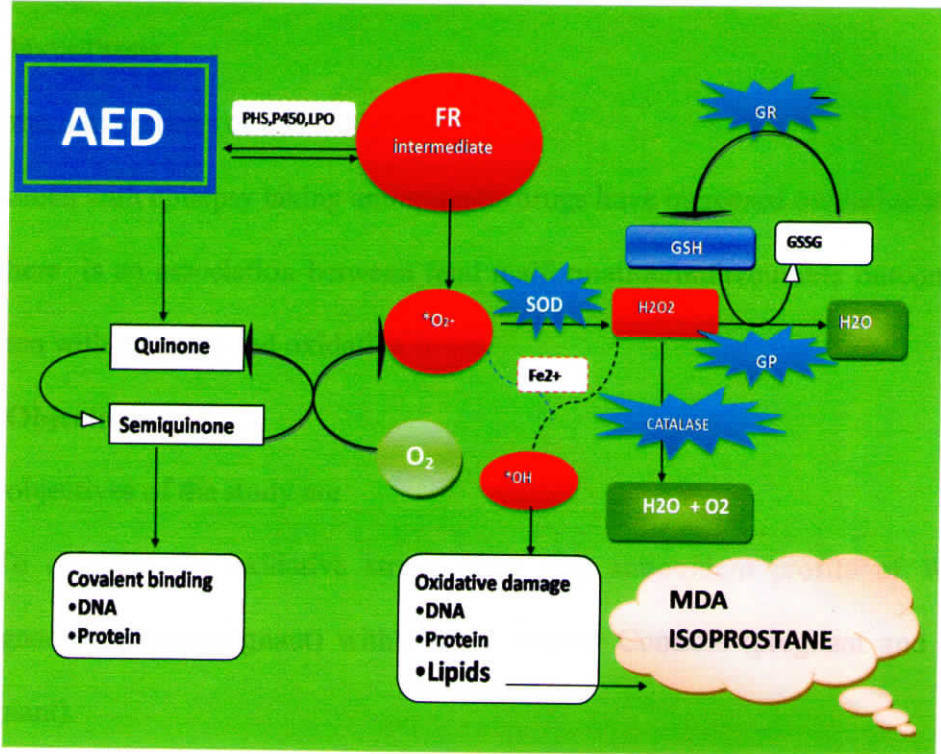 AED
PHS,P450,LPO
FR
intermediate
GR
GSH
GSSG
*O2+
SOD
H2O2
H2O
GP
Quinone
Fe2+
Semiquinone
CATALASE
O2
*OH
H2O + O2
Covalent binding
•DNA
•Protein
Oxidative damage
•DNA
•Protein
•Lipids
MDA
ISOPROSTANE